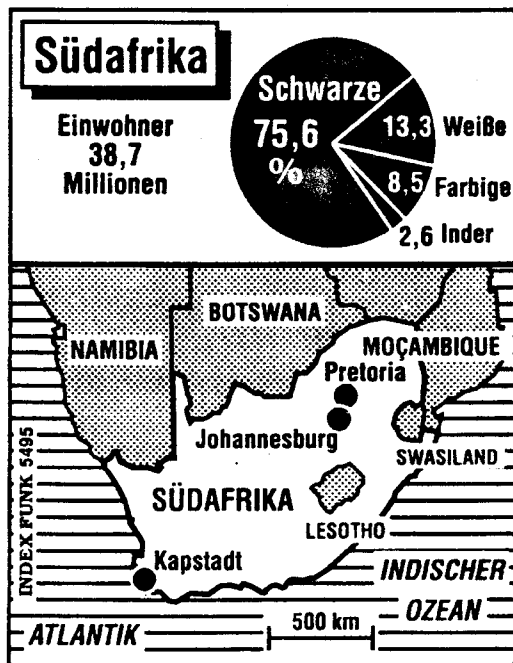 Südafrika
Einwohner
38,7
Millionen
Schwarze
75,6
%
13,3 Weiße
8,5 Farbige
2,6 Inder
BOTSWANA
NAMIBIA
MOÇAMBIQUE
Pretoria
Johannesburg
SWASILAND
SÜDAFRIKA
LESOTHO
Kapstadt
INDISCHER
OZEAN
ATLANTIK
500 km
INDEX FUNK 5495